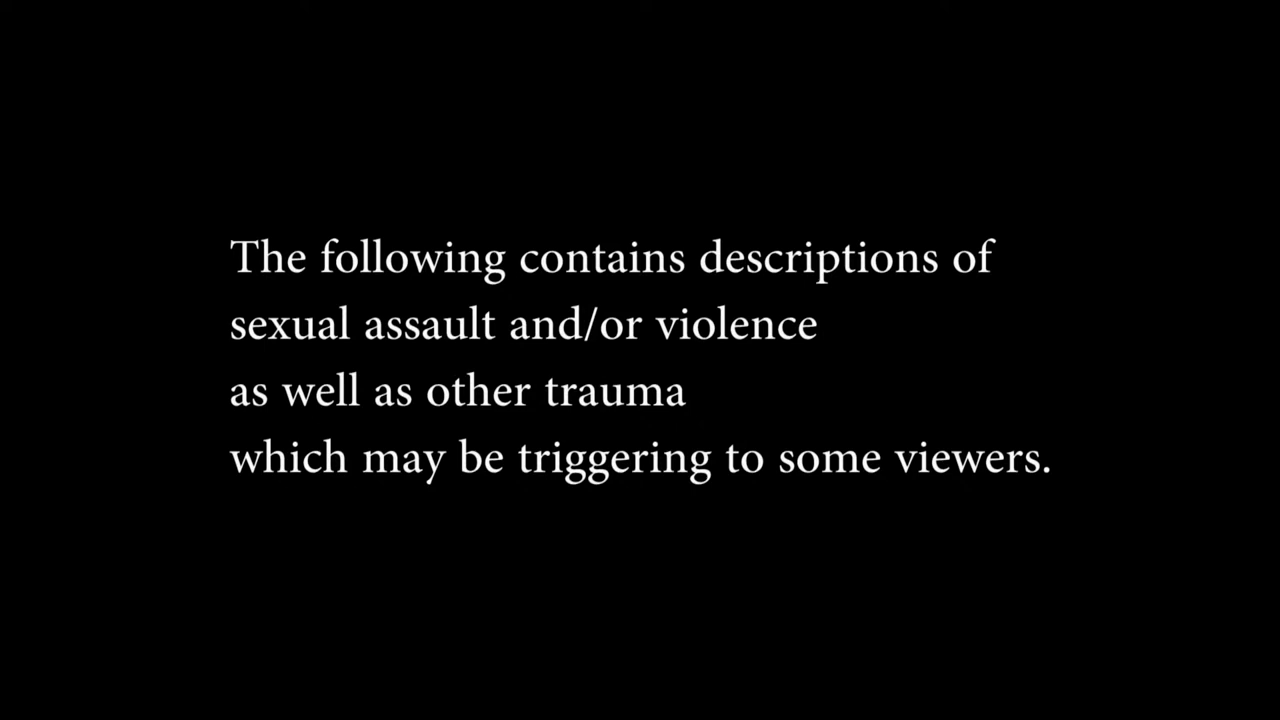 The following contains descriptions of
sexual assault and/or violence
as well as other trauma
which may be triggering to some viewers.